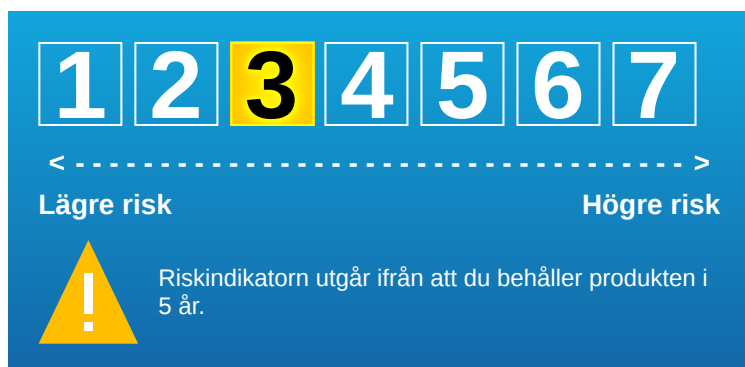 1 2 3 4 5 6 7
< - - - - - - - - - - - - - - - - - - - - - - - - - - - - - - - - - - - - >
Lägre risk Högre risk
Riskindikatorn utgår ifrån att du behåller produkten i
5 år.